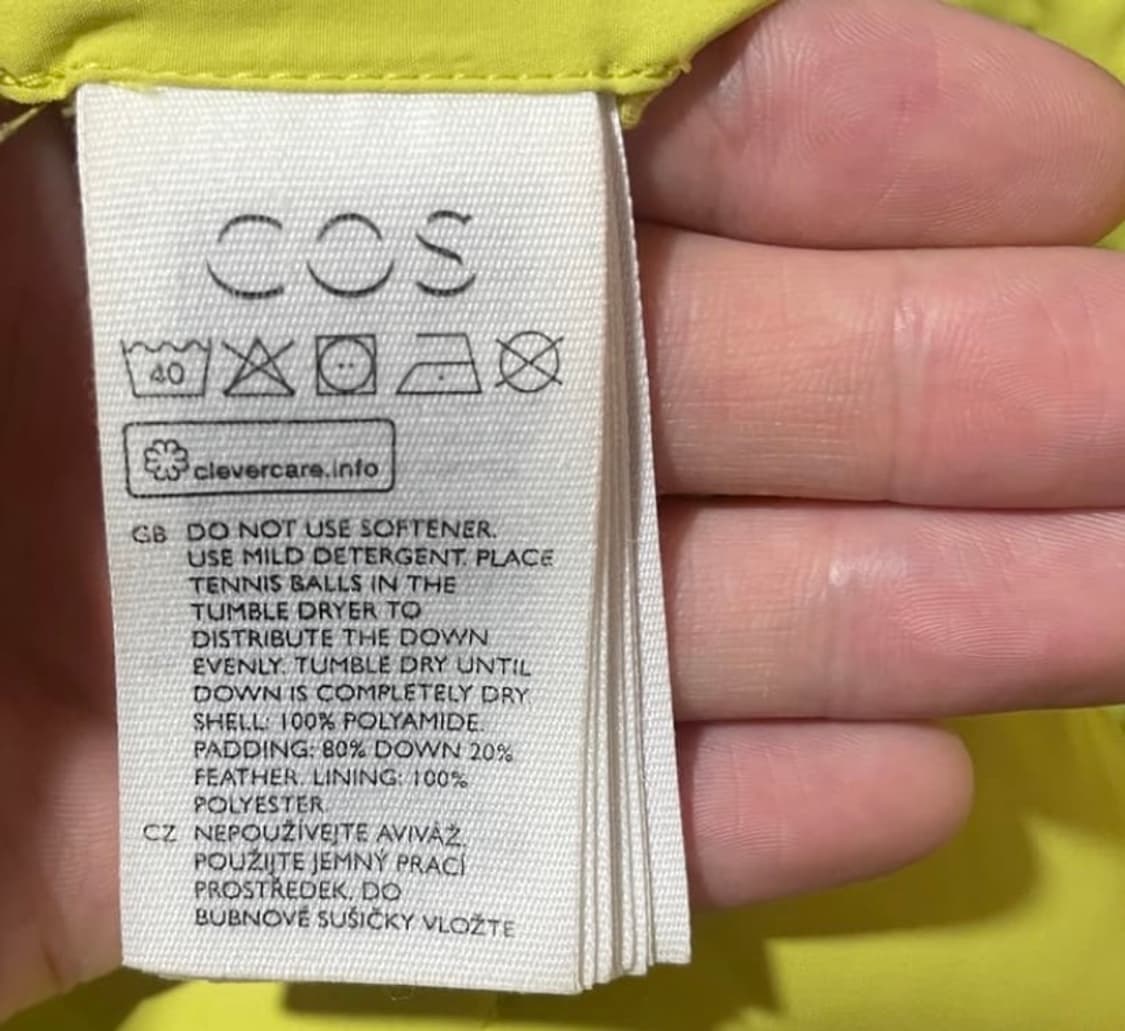 COS
40
clevercare.info
GB DO NOT USE SOFTENER.
USE MILD DETERGENT. PLACE
TENNIS BALLS IN THE
TUMBLE DRYER TO
DISTRIBUTE THE DOWN
EVENLY. TUMBLE DRY UNTIL
DOWN IS COMPLETELY DRY
SHELL: 100% POLYAMIDE.
PADDING: 80% DOWN 20%
FEATHER. LINING: 100%
POLYESTER
CZ NEPOUŽÍVEJTE AVIVÁŽ.
POUŽIJTE JEMNÝ PRACÍ
PROSTŘEDEK. DO
BUBNOVÉ SUŠIČKY VLOŽTE